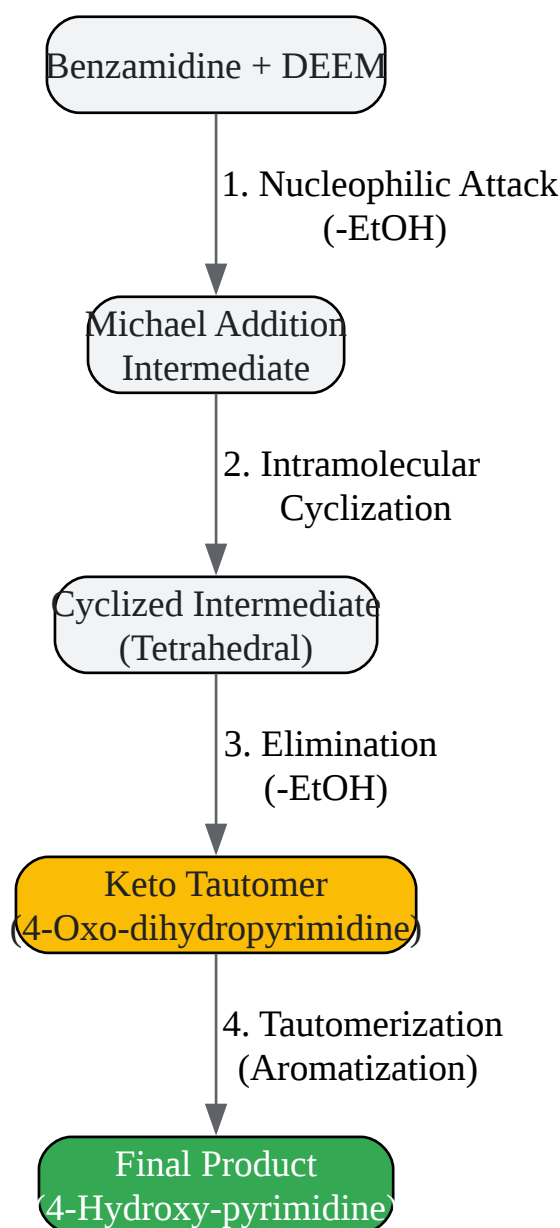 Benzamidine + DEEM
1. Nucleophilic Attack
(-EtOH)
Michael Addition
Intermediate
2. Intramolecular
Cyclization
Cyclized Intermediate
(Tetrahedral)
3. Elimination
(-EtOH)
Keto Tautomer
(4-Oxo-dihydropyrimidine)
4. Tautomerization
(Aromatization)
Final Product
(4-Hydroxy-pyrimidine)